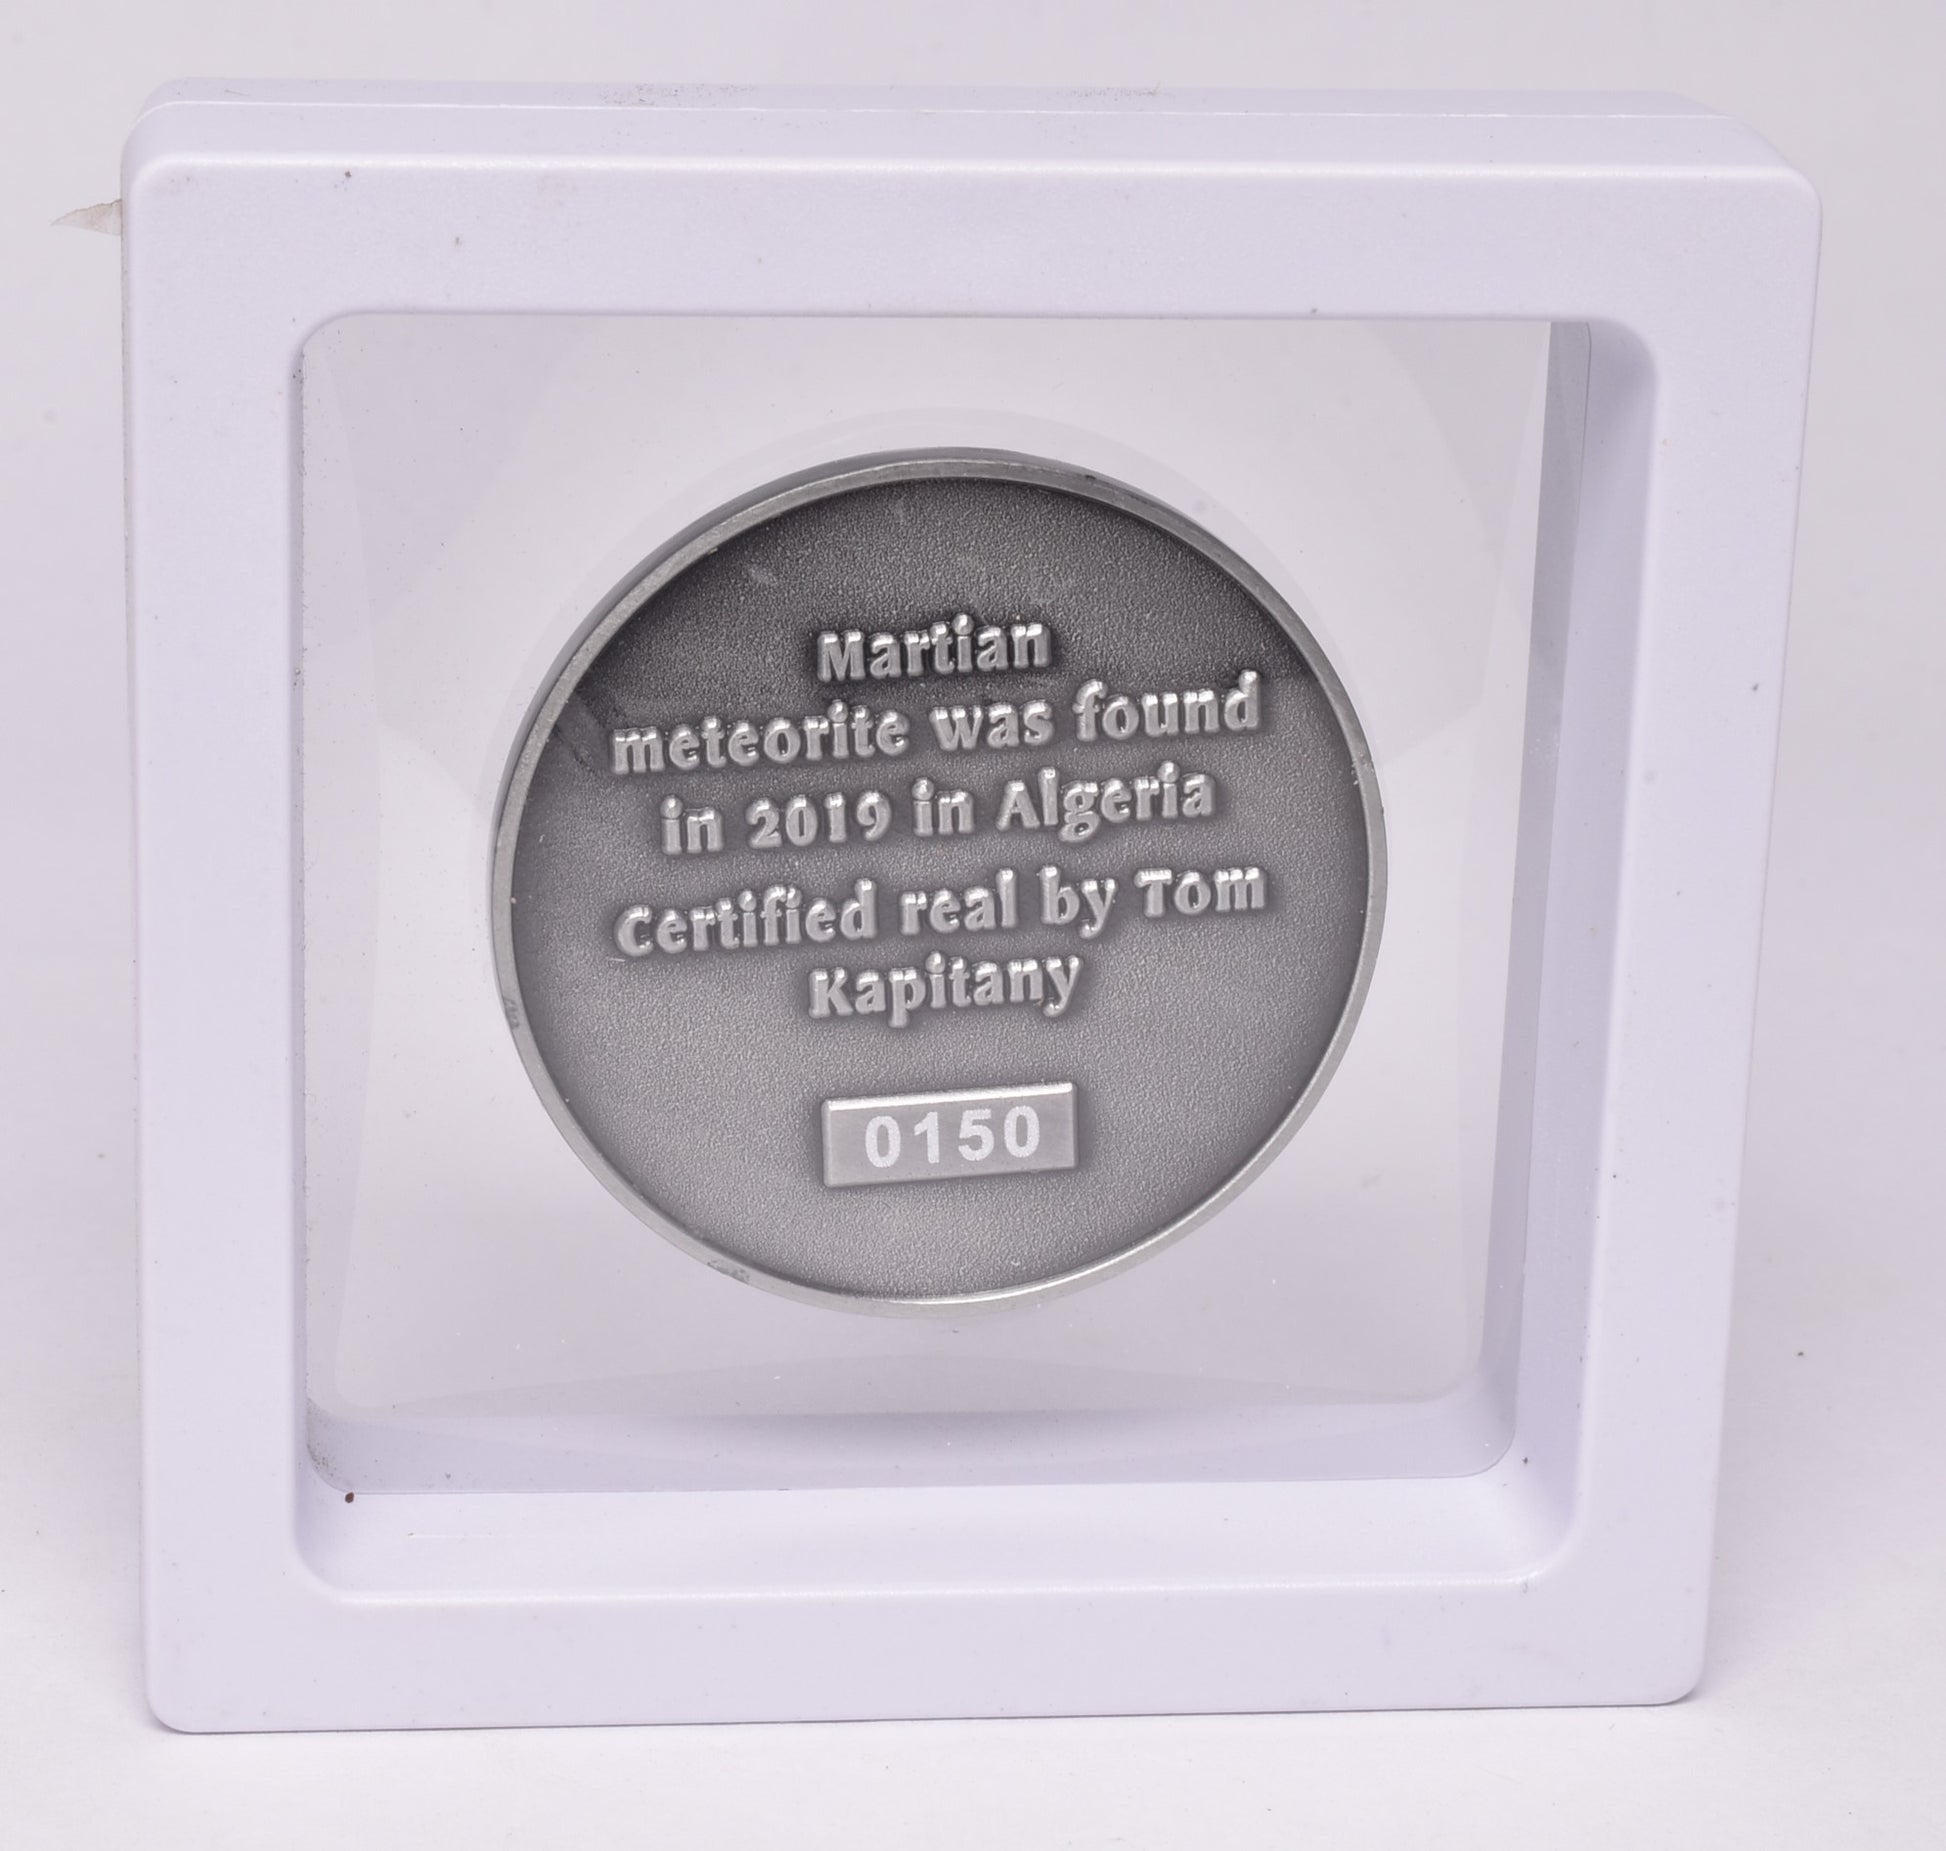 Martian
meteorite was found
in 2019 in Algeria
Certified real by Tom
Kapitany
0150